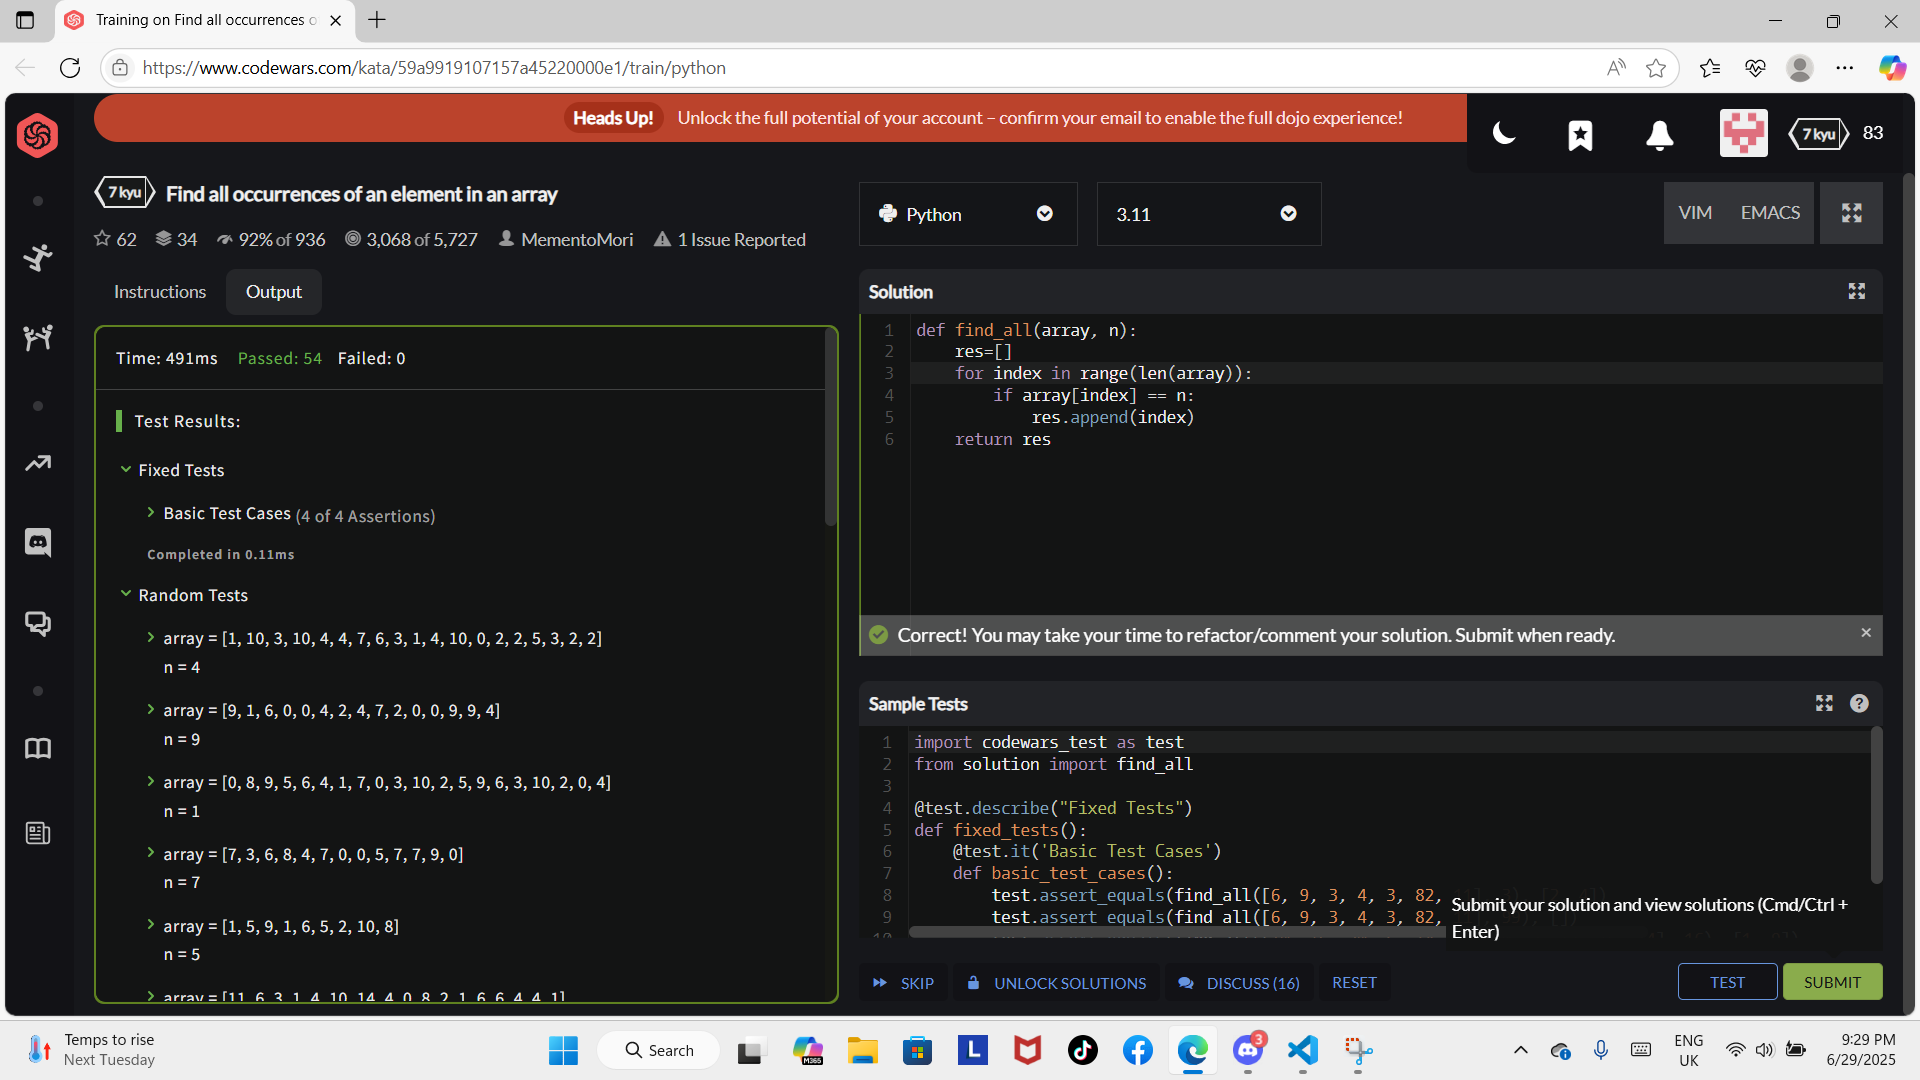 Training on Find all occurrences o
https://www.codewars.com/kata/59a9919107157a45220000e1/train/python
Heads Up! Unlock the full potential of your account – confirm your email to enable the full dojo experience!
7 kyu 83
7 kyu Find all occurrences of an element in an array
62 34 92% of 936 3,068 of 5,727 MementoMori 1 Issue Reported
Python
3.11
VIM EMACS
Instructions Output
Time: 491ms Passed: 54 Failed: 0
Test Results:
Fixed Tests
Basic Test Cases (4 of 4 Assertions)
Completed in 0.11ms
Random Tests
array = [1, 10, 3, 10, 4, 4, 7, 6, 3, 1, 4, 10, 0, 2, 2, 5, 3, 2, 2]
n = 4
array = [9, 1, 6, 0, 0, 4, 2, 4, 7, 2, 0, 0, 9, 9, 4]
n = 9
array = [0, 8, 9, 5, 6, 4, 1, 7, 0, 3, 10, 2, 5, 9, 6, 3, 10, 2, 0, 4]
n = 1
array = [7, 3, 6, 8, 4, 7, 0, 0, 5, 7, 7, 9, 0]
n = 7
array = [1, 5, 9, 1, 6, 5, 2, 10, 8]
n = 5
array = [11, 6, 3, 1, 4, 10, 14, 4, 0, 8, 2, 1, 6, 6, 4, 4, 1]
Solution
1 def find_all(array, n):
2 res=[]
3 for index in range(len(array)):
4 if array[index] == n:
5 res.append(index)
6 return res
Correct! You may take your time to refactor/comment your solution. Submit when ready.
Sample Tests
1 import codewars_test as test
2 from solution import find_all
3
4 @test.describe("Fixed Tests")
5 def fixed_tests():
6 @test.it('Basic Test Cases')
7 def basic_test_cases():
8 test.assert_equals(find_all([6, 9, 3, 4, 3, 82,
9 test.assert_equals(find_all([6, 9, 3, 4, 3, 82,
10
Submit your solution and view solutions (Cmd/Ctrl +
Enter)
SKIP UNLOCK SOLUTIONS DISCUSS (16) RESET TEST SUBMIT
Temps to rise
Next Tuesday
Search
M365
L
3
ENG
UK
9:29 PM
6/29/2025